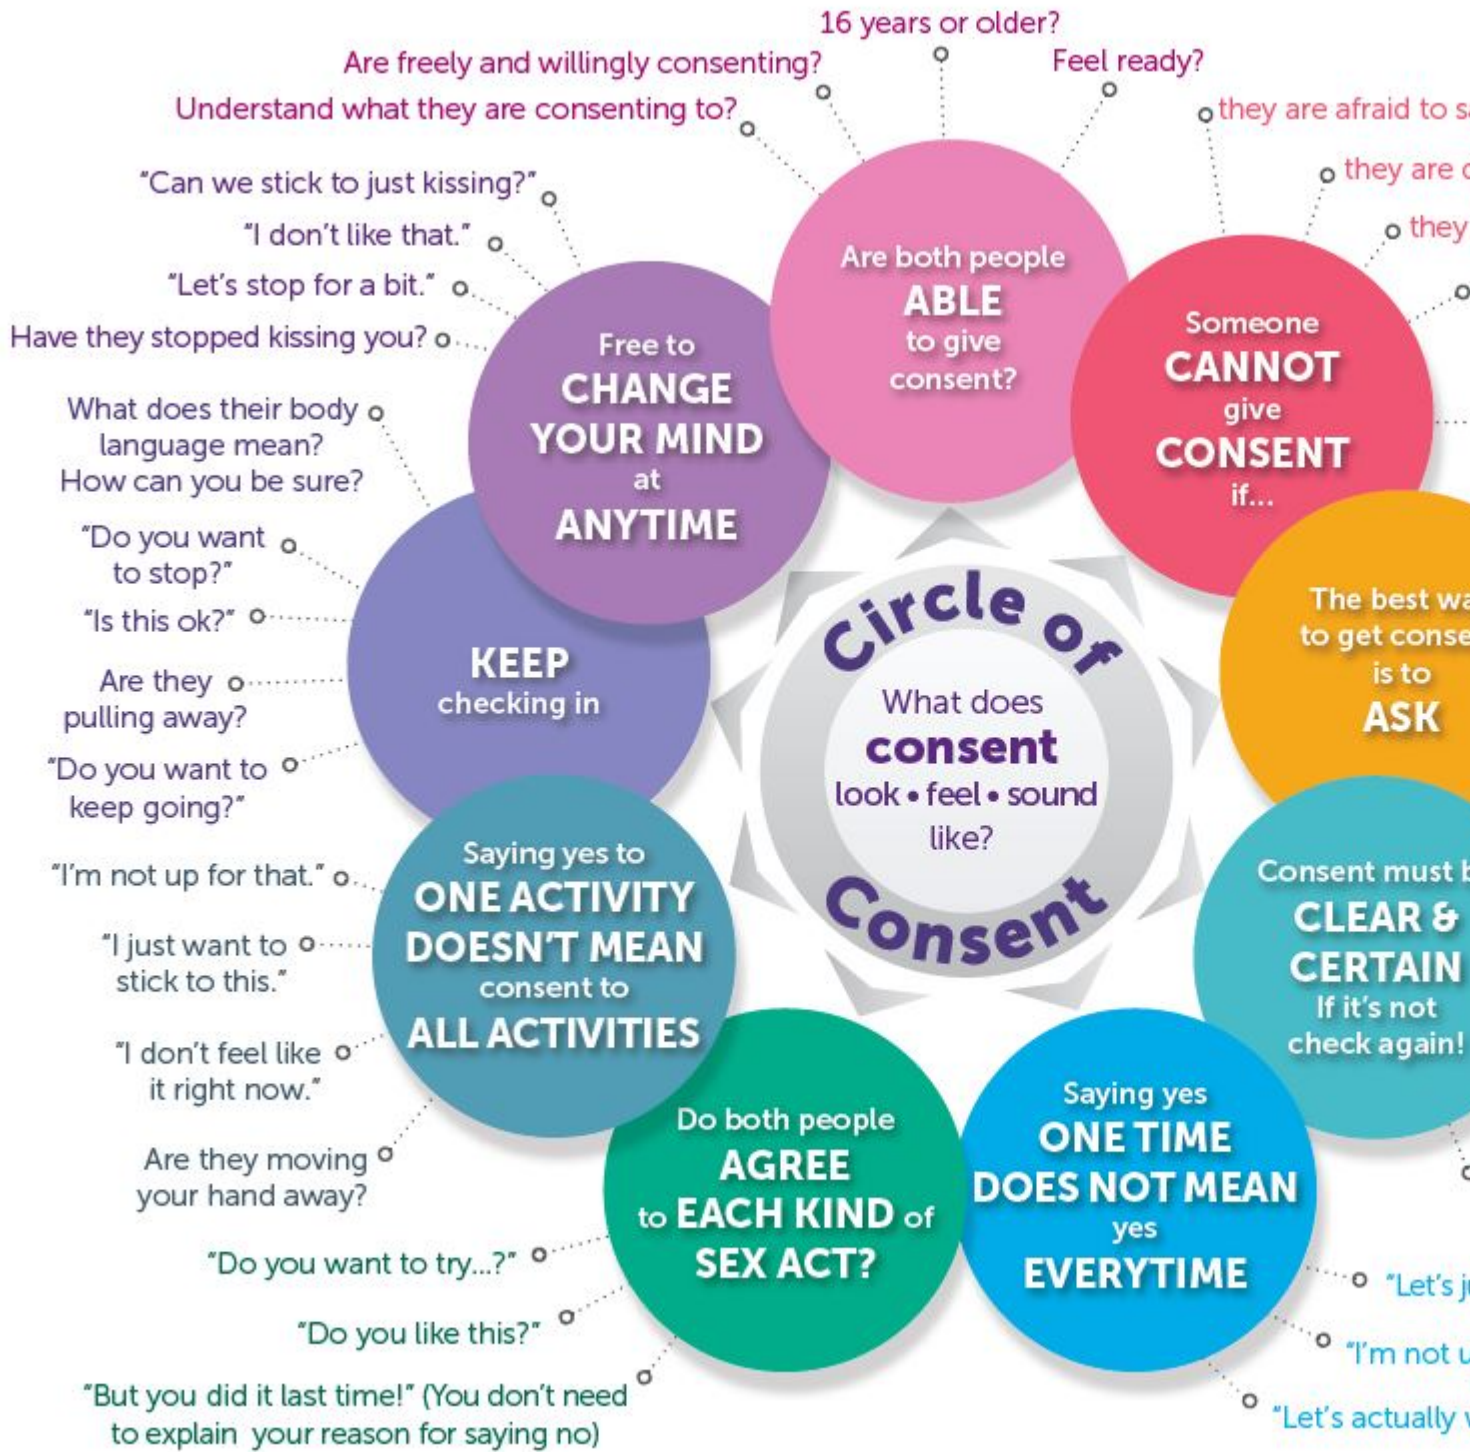 16 years or older?
Are freely and willingly consenting?
Feel ready?
Understand what they are consenting to?
they are afraid to
they are
they
"Can we stick to just kissing?"
"I don't like that."
"Let's stop for a bit."
Have they stopped kissing you?
What does their body
language mean?
How can you be sure?
"Do you want
to stop?"
"Is this ok?"
Are they
pulling away?
"Do you want to
keep going?"
"I'm not up for that."
"I just want to
stick to this."
"I don't feel like
it right now."
Are they moving
your hand away?
"Do you want to try...?"
"Do you like this?"
"But you did it last time!" (You don't need
to explain your reason for saying no)
Are both people
ABLE
to give
consent?
Someone
CANNOT
give
CONSENT
if...
The best
to get
is to
ASK
Consent must
CLEAR &
CERTAIN
If it's not
check again!
Saying yes
ONE TIME
DOES NOT MEAN
yes
EVERYTIME
"Let's
"I'm not
"Let's actually
Do both people
AGREE
to EACH KIND of
SEX ACT?
Saying yes to
ONE ACTIVITY
DOESN'T MEAN
consent to
ALL ACTIVITIES
KEEP
checking in
Free to
CHANGE
YOUR MIND
at
ANYTIME
Circle of
What does
consent
look • feel • sound
like?
Consent